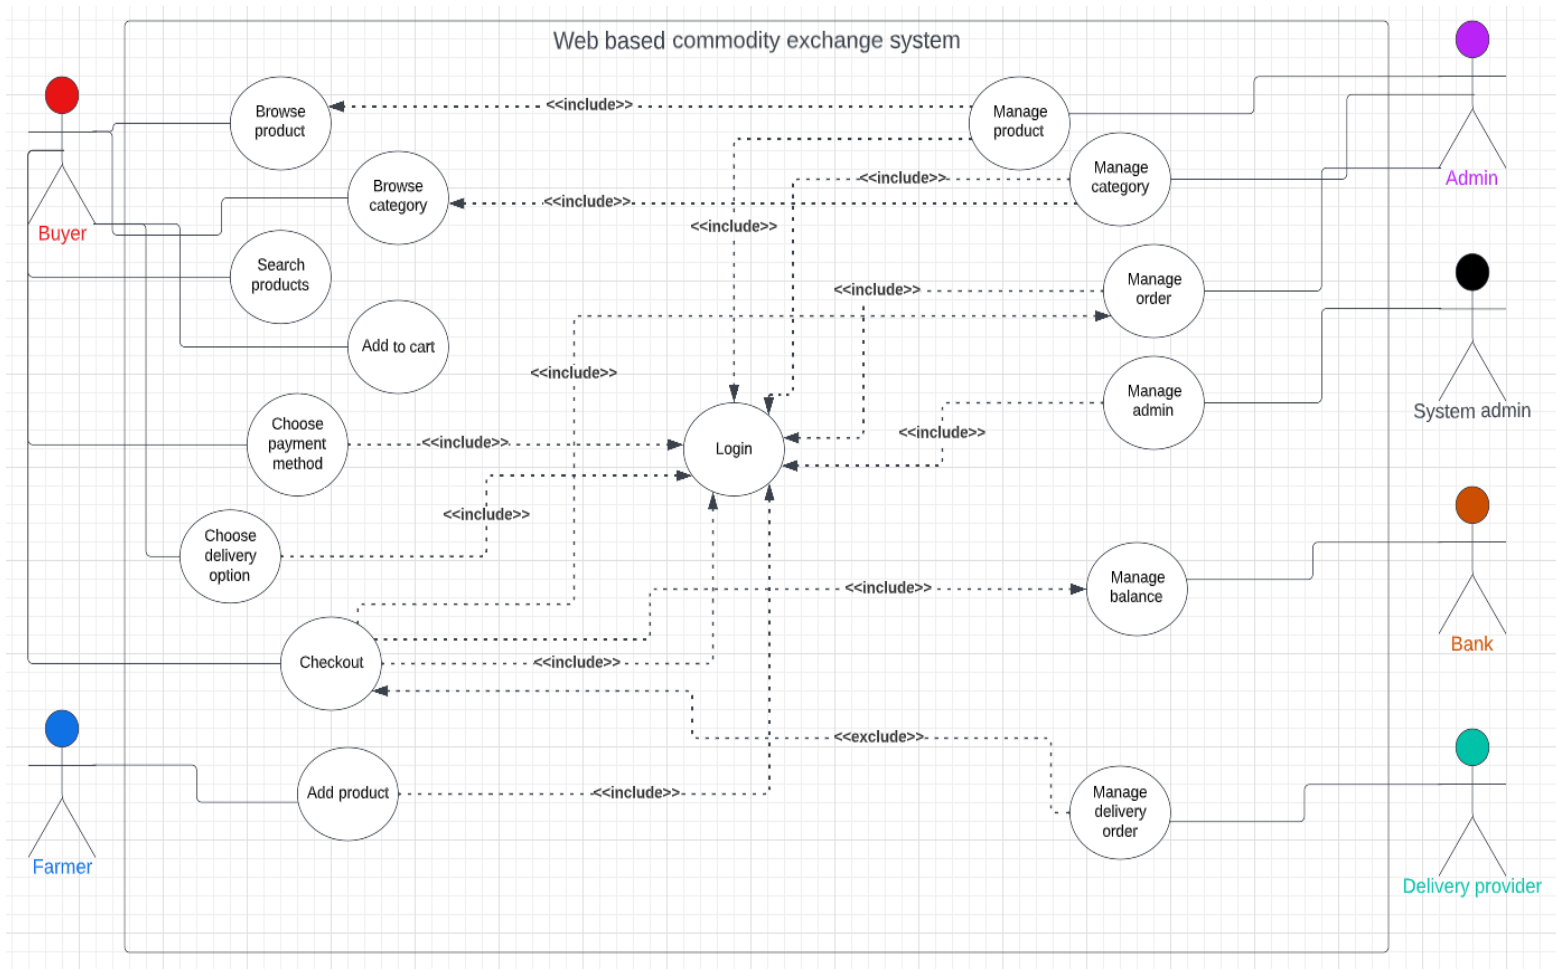 Web based commodity exchange system
Browse
product
<<include>>
Manage
product
Manage
category
<<include>>
Admin
Browse
category
<<include>>
<<include>>
Buyer
Search
products
Manage
order
<<include>>
Add to cart
<<include>>
Manage
admin
System admin
Choose
payment
method
<<include>>
Login
<<include>>
<<include>>
Choose
delivery
option
Manage
balance
<<include>>
Bank
Checkout
<<include>>
<<exclude>>
Add product
<<include>>
Manage
delivery
order
Farmer
Delivery provider